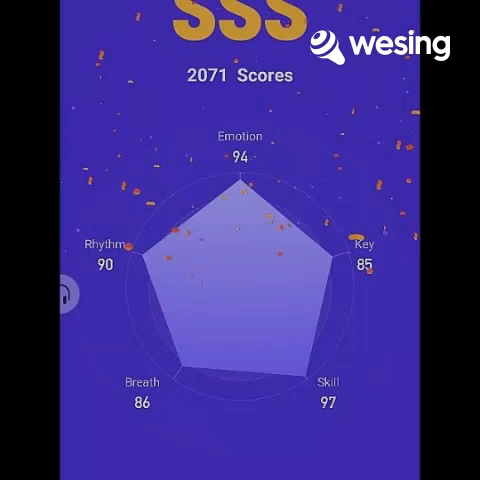 SSS
wesing
2071 Scores
Emotion
94
Rhythm
90
Key
85
Breath
86
Skill
97